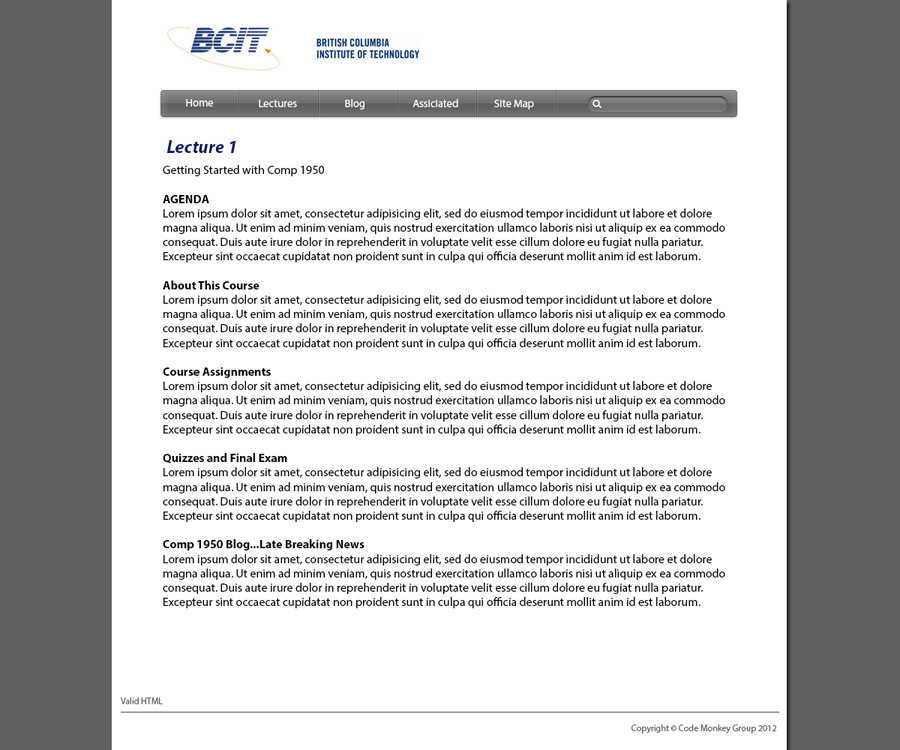 BCIT
BRITISH COLUMBIA
INSTITUTE OF TECHNOLOGY
Home Lectures Blog Assiciated Site Map
Lecture 1
Getting Started with Comp 1950
AGENDA
Lorem ipsum dolor sit amet, consectetur adipisicing elit, sed do eiusmod tempor incididunt ut labore et dolore
magna aliqua. Ut enim ad minim veniam, quis nostrud exercitation ullamco laboris nisi ut aliquip ex ea commodo
consequat. Duis aute irure dolor in reprehenderit in voluptate velit esse cillum dolore eu fugiat nulla pariatur.
Excepteur sint occaecat cupidatat non proident sunt in culpa qui officia deserunt mollit anim id est laborum.
About This Course
Lorem ipsum dolor sit amet, consectetur adipisicing elit, sed do eiusmod tempor incididunt ut labore et dolore
magna aliqua. Ut enim ad minim veniam, quis nostrud exercitation ullamco laboris nisi ut aliquip ex ea commodo
consequat. Duis aute irure dolor in reprehenderit in voluptate velit esse cillum dolore eu fugiat nulla pariatur.
Excepteur sint occaecat cupidatat non proident sunt in culpa qui officia deserunt mollit anim id est laborum.
Course Assignments
Lorem ipsum dolor sit amet, consectetur adipisicing elit, sed do eiusmod tempor incididunt ut labore et dolore
magna aliqua. Ut enim ad minim veniam, quis nostrud exercitation ullamco laboris nisi ut aliquip ex ea commodo
consequat. Duis aute irure dolor in reprehenderit in voluptate velit esse cillum dolore eu fugiat nulla pariatur.
Excepteur sint occaecat cupidatat non proident sunt in culpa qui officia deserunt mollit anim id est laborum.
Quizzes and Final Exam
Lorem ipsum dolor sit amet, consectetur adipisicing elit, sed do eiusmod tempor incididunt ut labore et dolore
magna aliqua. Ut enim ad minim veniam, quis nostrud exercitation ullamco laboris nisi ut aliquip ex ea commodo
consequat. Duis aute irure dolor in reprehenderit in voluptate velit esse cillum dolore eu fugiat nulla pariatur.
Excepteur sint occaecat cupidatat non proident sunt in culpa qui officia deserunt mollit anim id est laborum.
Comp 1950 Blog...Late Breaking News
Lorem ipsum dolor sit amet, consectetur adipisicing elit, sed do eiusmod tempor incididunt ut labore et dolore
magna aliqua. Ut enim ad minim veniam, quis nostrud exercitation ullamco laboris nisi ut aliquip ex ea commodo
consequat. Duis aute irure dolor in reprehenderit in voluptate velit esse cillum dolore eu fugiat nulla pariatur.
Excepteur sint occaecat cupidatat non proident sunt in culpa qui officia deserunt mollit anim id est laborum.
Valid HTML
Copyright © Code Monkey Group 2012